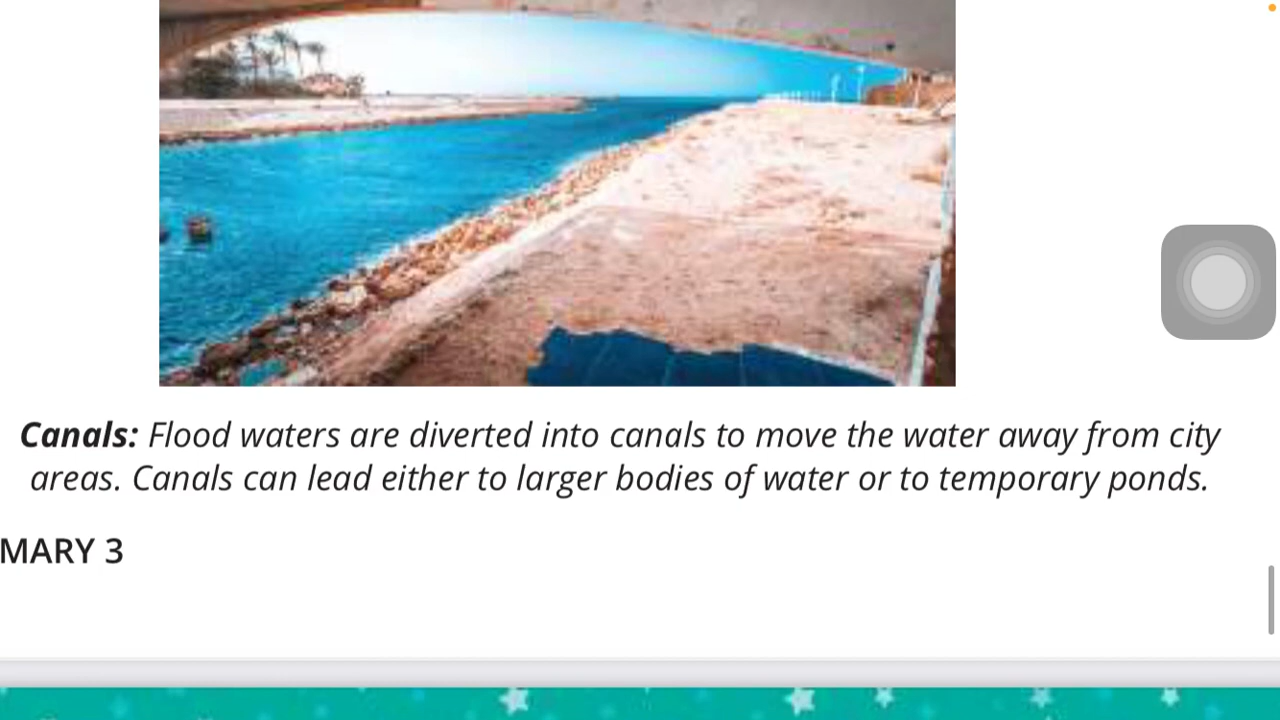 Canals: Flood waters are diverted into canals to move the water away from city
areas. Canals can lead either to larger bodies of water or to temporary ponds.
MARY 3